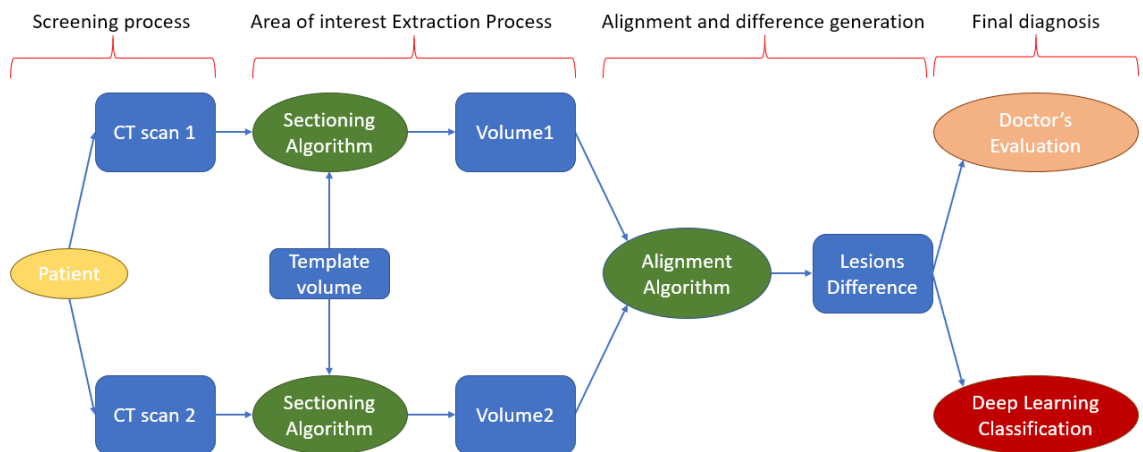 Screening process
Area of interest Extraction Process
Alignment and difference generation
Final diagnosis
CT scan 1
Sectioning
Algorithm
Volume1
Doctor's
Evaluation
Patient
Template
volume
Alignment
Algorithm
Lesions
Difference
CT scan 2
Sectioning
Algorithm
Volume2
Deep Learning
Classification